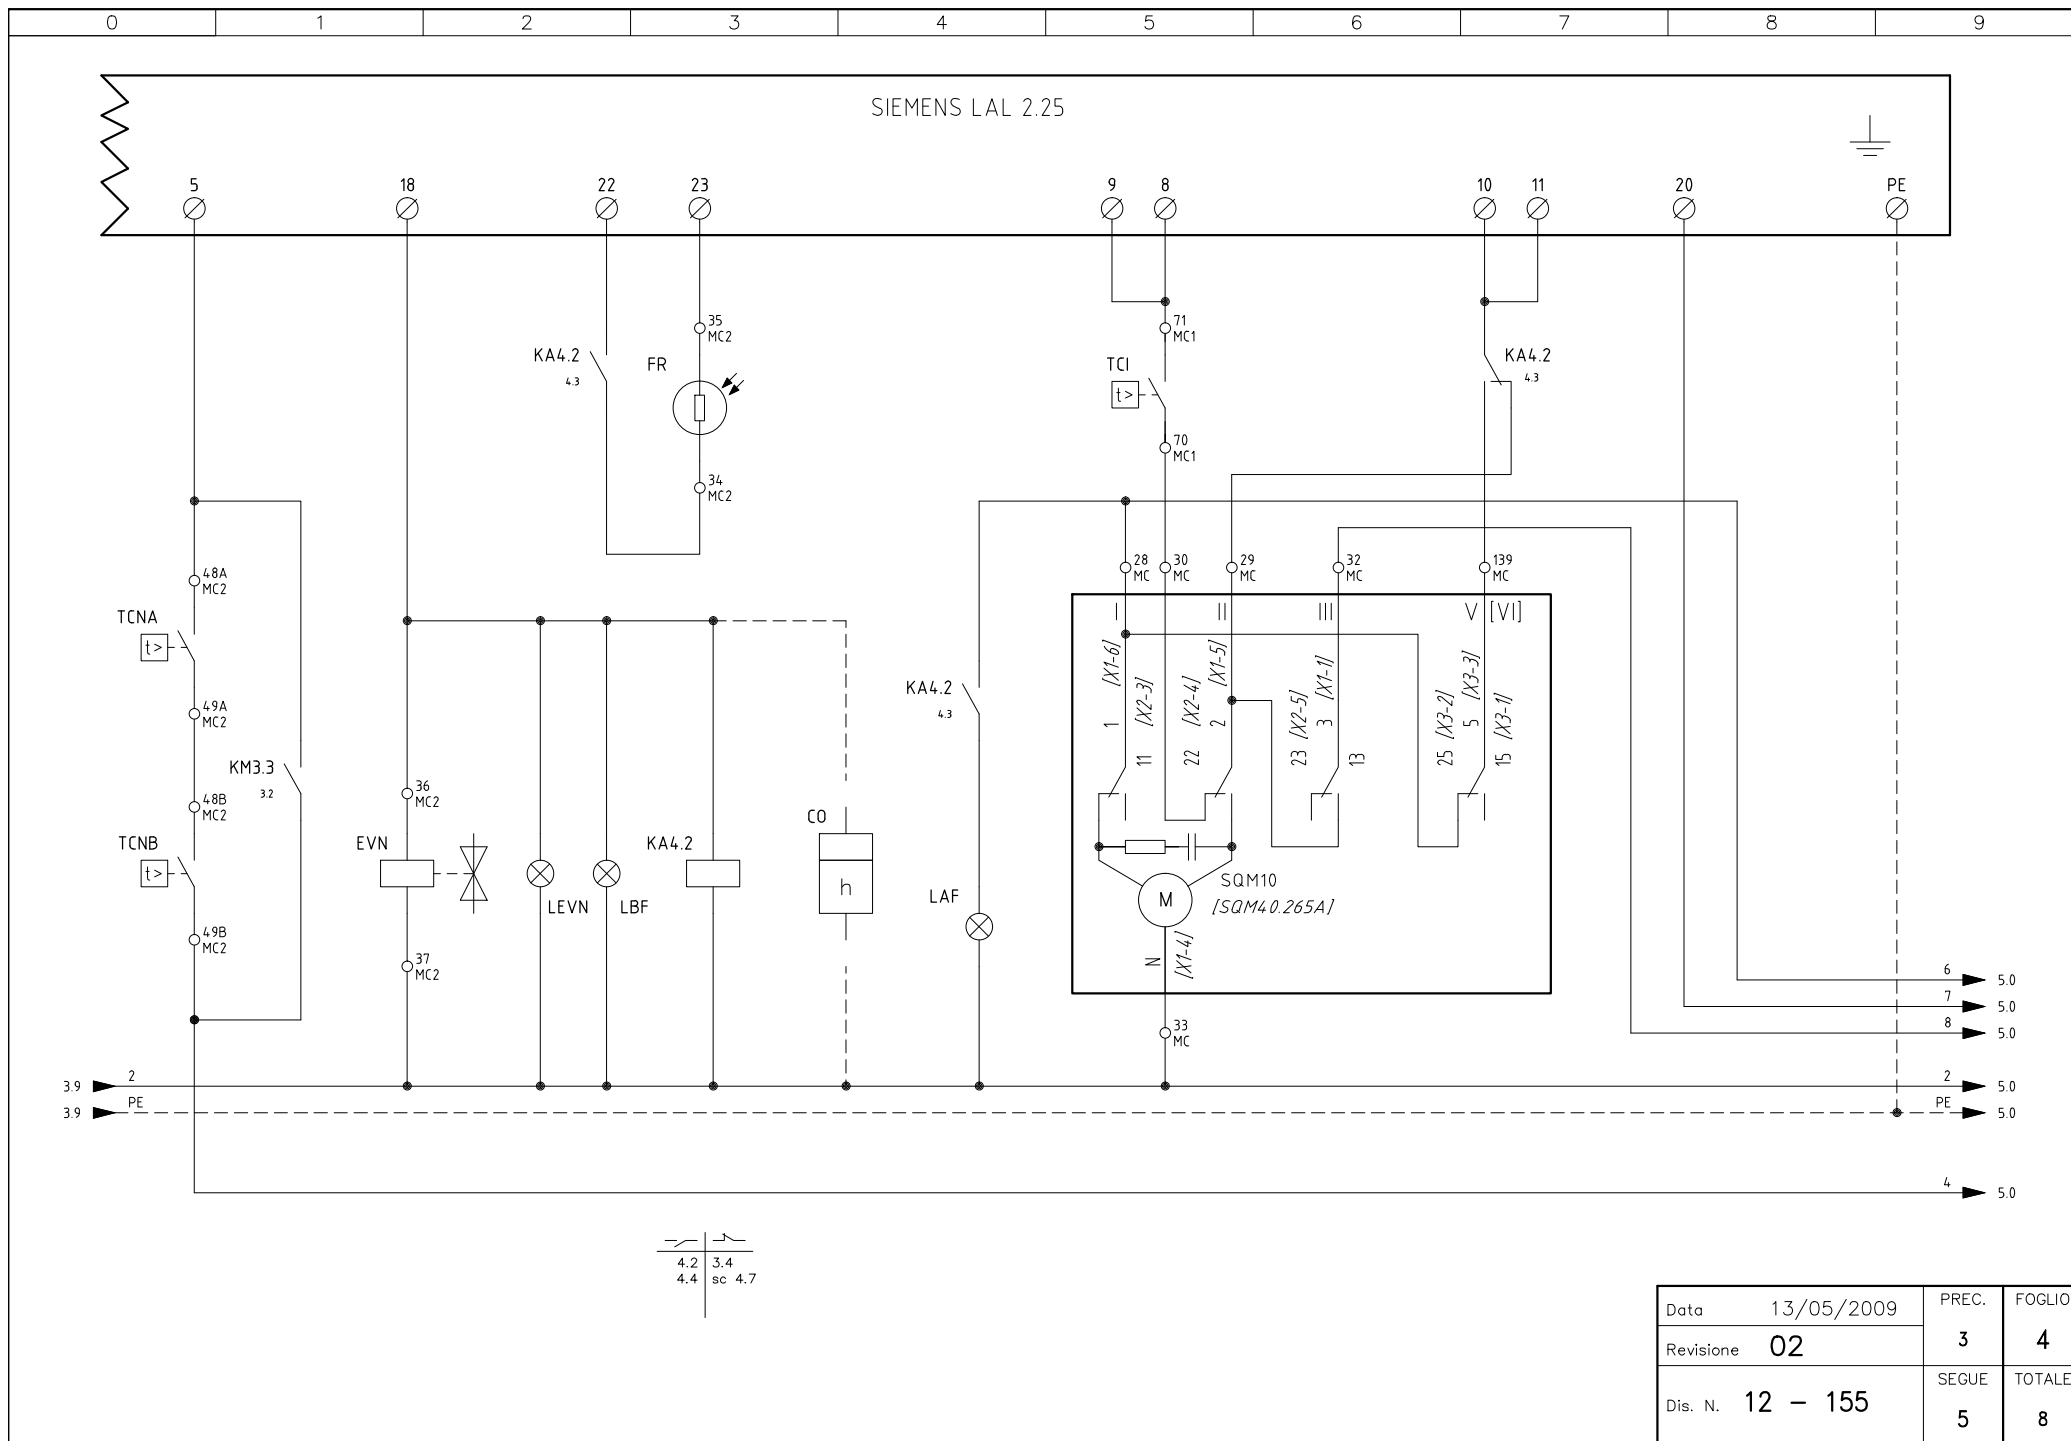 0 1 2 3 4 5 6 7 8 9
SIEMENS LAL 2.25
5 18 22 23 9 8 10 11 20 PE
35
MC2
71
MC1
KA4.2
4.3
FR
TCI
t>
KA4.2
4.3
70
MC1
34
MC2
28
MC
30
MC
29
MC
32
MC
139
MC
48A
MC2
TCNA
t>
I II III V [VI]
1 [X1-6]
11 [X2-3]
22 [X2-4]
2 [X1-5]
23 [X2-5]
3 [X1-1]
13
25 [X3-2]
5 [X3-3]
15 [X3-1]
KA4.2
4.3
49A
MC2
KM3.3
3.2
48B
MC2
36
MC2
TCNB
t>
EVN
LEVN
LBF
KA4.2
CO
h
LAF
M
SQM10
[SQM40.265A]
N [X1-4]
49B
MC2
37
MC2
33
MC
6 5.0
7 5.0
8 5.0
3.9 2 2 5.0
3.9 PE PE 5.0
4 5.0
4.2 3.4
4.4 sc 4.7
Data 13/05/2009
Revisione 02
Dis. N. 12 - 155
PREC.
3
FOGLIO
4
SEGUE
5
TOTALE
8